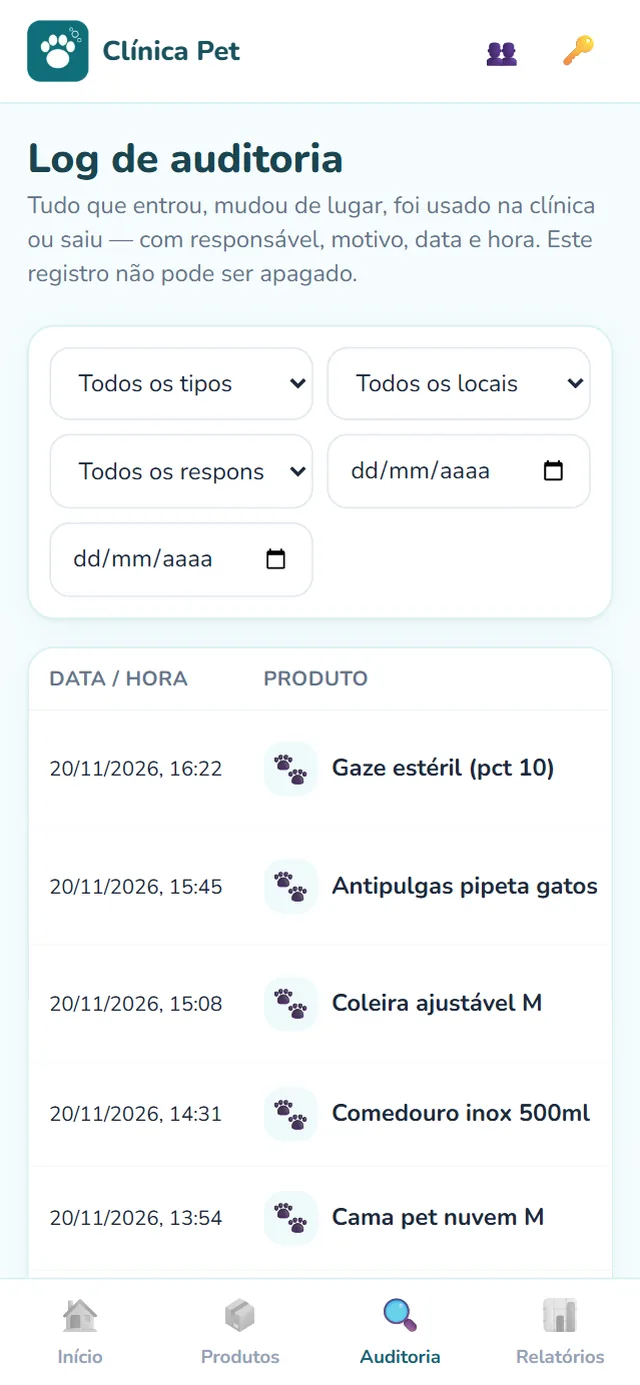 Clínica Pet
Log de auditoria
Tudo que entrou, mudou de lugar, foi usado na clínica
ou saiu — com responsável, motivo, data e hora. Este
registro não pode ser apagado.
Todos os tipos
Todos os locais
Todos os respons
dd/mm/aaaa
dd/mm/aaaa
DATA / HORA PRODUTO
20/11/2026, 16:22 Gaze estéril (pct 10)
20/11/2026, 15:45 Antipulgas pipeta gatos
20/11/2026, 15:08 Coleira ajustável M
20/11/2026, 14:31 Comedouro inox 500ml
20/11/2026, 13:54 Cama pet nuvem M
Início
Produtos
Auditoria
Relatórios